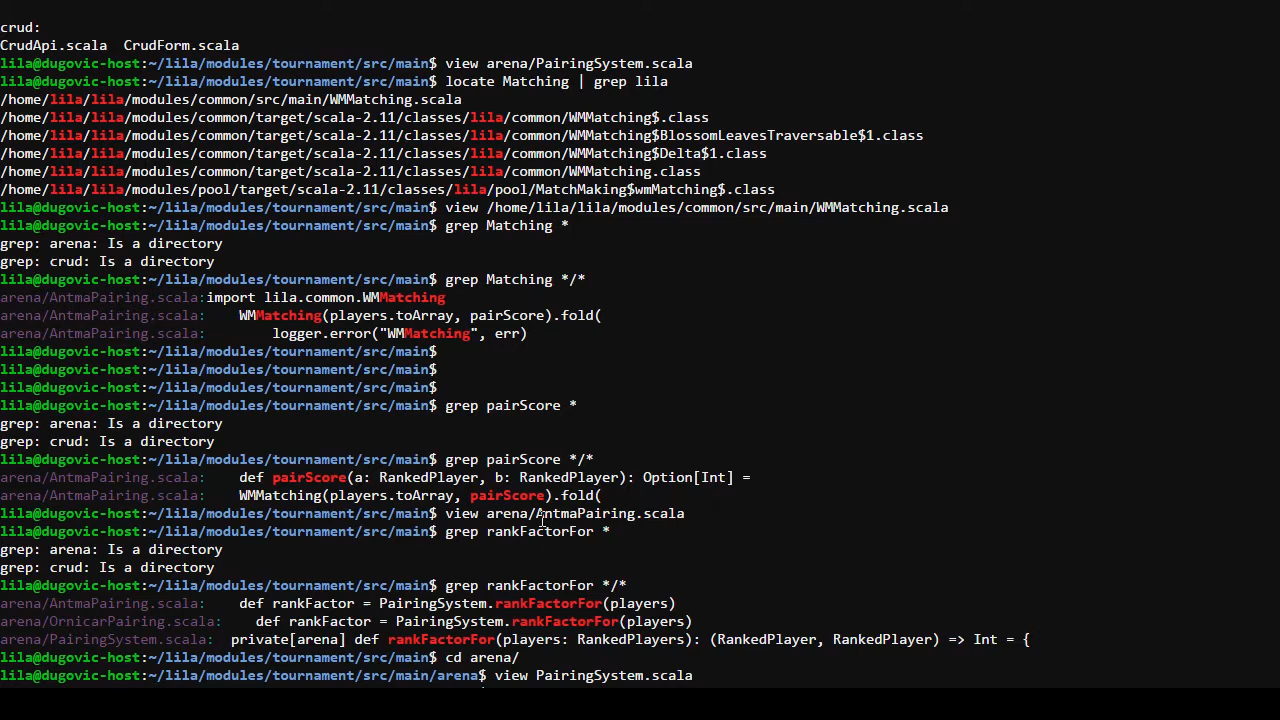 crud:
CrudApi.scala  CrudForm.scala
lila@dugovic-host:~/lila/modules/tournament/src/main$ view arena/PairingSystem.scala
lila@dugovic-host:~/lila/modules/tournament/src/main$ locate Matching | grep lila
/home/lila/lila/modules/common/src/main/WMMatching.scala
/home/lila/lila/modules/common/target/scala-2.11/classes/lila/common/WMMatching$.class
/home/lila/lila/modules/common/target/scala-2.11/classes/lila/common/WMMatching$BlossomLeavesTraversable$1.class
/home/lila/lila/modules/common/target/scala-2.11/classes/lila/common/WMMatching$Delta$1.class
/home/lila/lila/modules/common/target/scala-2.11/classes/lila/common/WMMatching.class
/home/lila/lila/modules/pool/target/scala-2.11/classes/lila/pool/MatchMaking$wmMatching$.class
lila@dugovic-host:~/lila/modules/tournament/src/main$ view /home/lila/lila/modules/common/src/main/WMMatching.scala
lila@dugovic-host:~/lila/modules/tournament/src/main$ grep Matching *
grep: arena: Is a directory
grep: crud: Is a directory
lila@dugovic-host:~/lila/modules/tournament/src/main$ grep Matching */*
arena/AntmaPairing.scala:import lila.common.WMMatching
arena/AntmaPairing.scala:    WMMatching(players.toArray, pairScore).fold(
arena/AntmaPairing.scala:        logger.error("WMMatching", err)
lila@dugovic-host:~/lila/modules/tournament/src/main$
lila@dugovic-host:~/lila/modules/tournament/src/main$
lila@dugovic-host:~/lila/modules/tournament/src/main$
lila@dugovic-host:~/lila/modules/tournament/src/main$ grep pairScore *
grep: arena: Is a directory
grep: crud: Is a directory
lila@dugovic-host:~/lila/modules/tournament/src/main$ grep pairScore */*
arena/AntmaPairing.scala:    def pairScore(a: RankedPlayer, b: RankedPlayer): Option[Int] =
arena/AntmaPairing.scala:    WMMatching(players.toArray, pairScore).fold(
lila@dugovic-host:~/lila/modules/tournament/src/main$ view arena/AntmaPairing.scala
lila@dugovic-host:~/lila/modules/tournament/src/main$ grep rankFactorFor *
grep: arena: Is a directory
grep: crud: Is a directory
lila@dugovic-host:~/lila/modules/tournament/src/main$ grep rankFactorFor */*
arena/AntmaPairing.scala:    def rankFactor = PairingSystem.rankFactorFor(players)
arena/OrnicarPairing.scala:    def rankFactor = PairingSystem.rankFactorFor(players)
arena/PairingSystem.scala:  private[arena] def rankFactorFor(players: RankedPlayers): (RankedPlayer, RankedPlayer) => Int = {
lila@dugovic-host:~/lila/modules/tournament/src/main$ cd arena/
lila@dugovic-host:~/lila/modules/tournament/src/main/arena$ view PairingSystem.scala